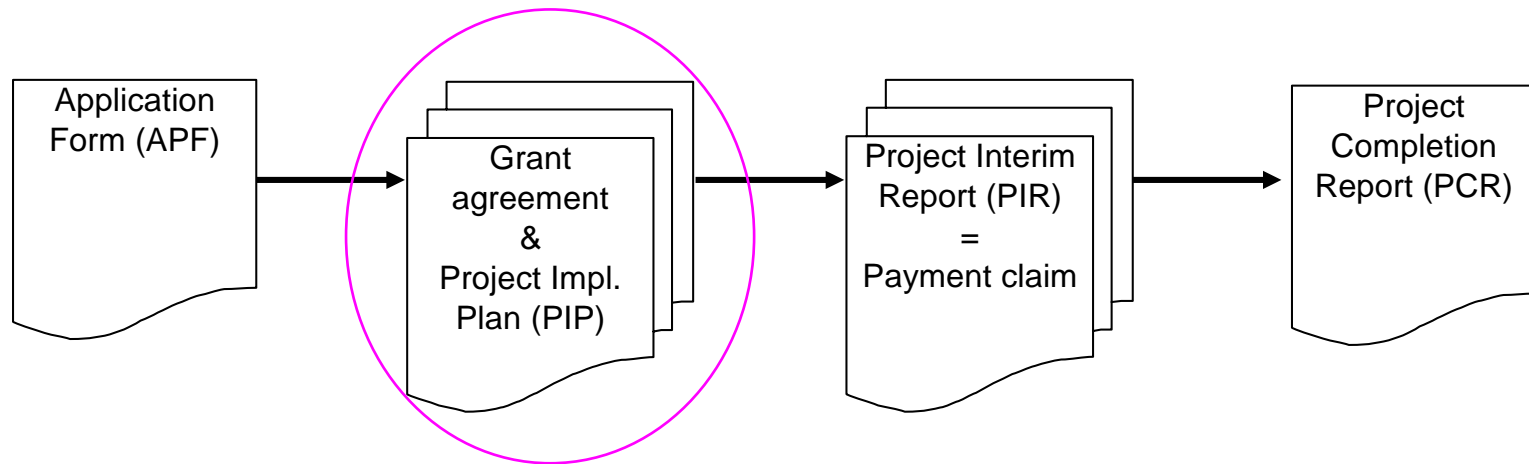 Application
Form (APF)
Grant
agreement
&
Project Impl.
Plan (PIP)
Project Interim
Report (PIR)
=
Payment claim
Project
Completion
Report (PCR)